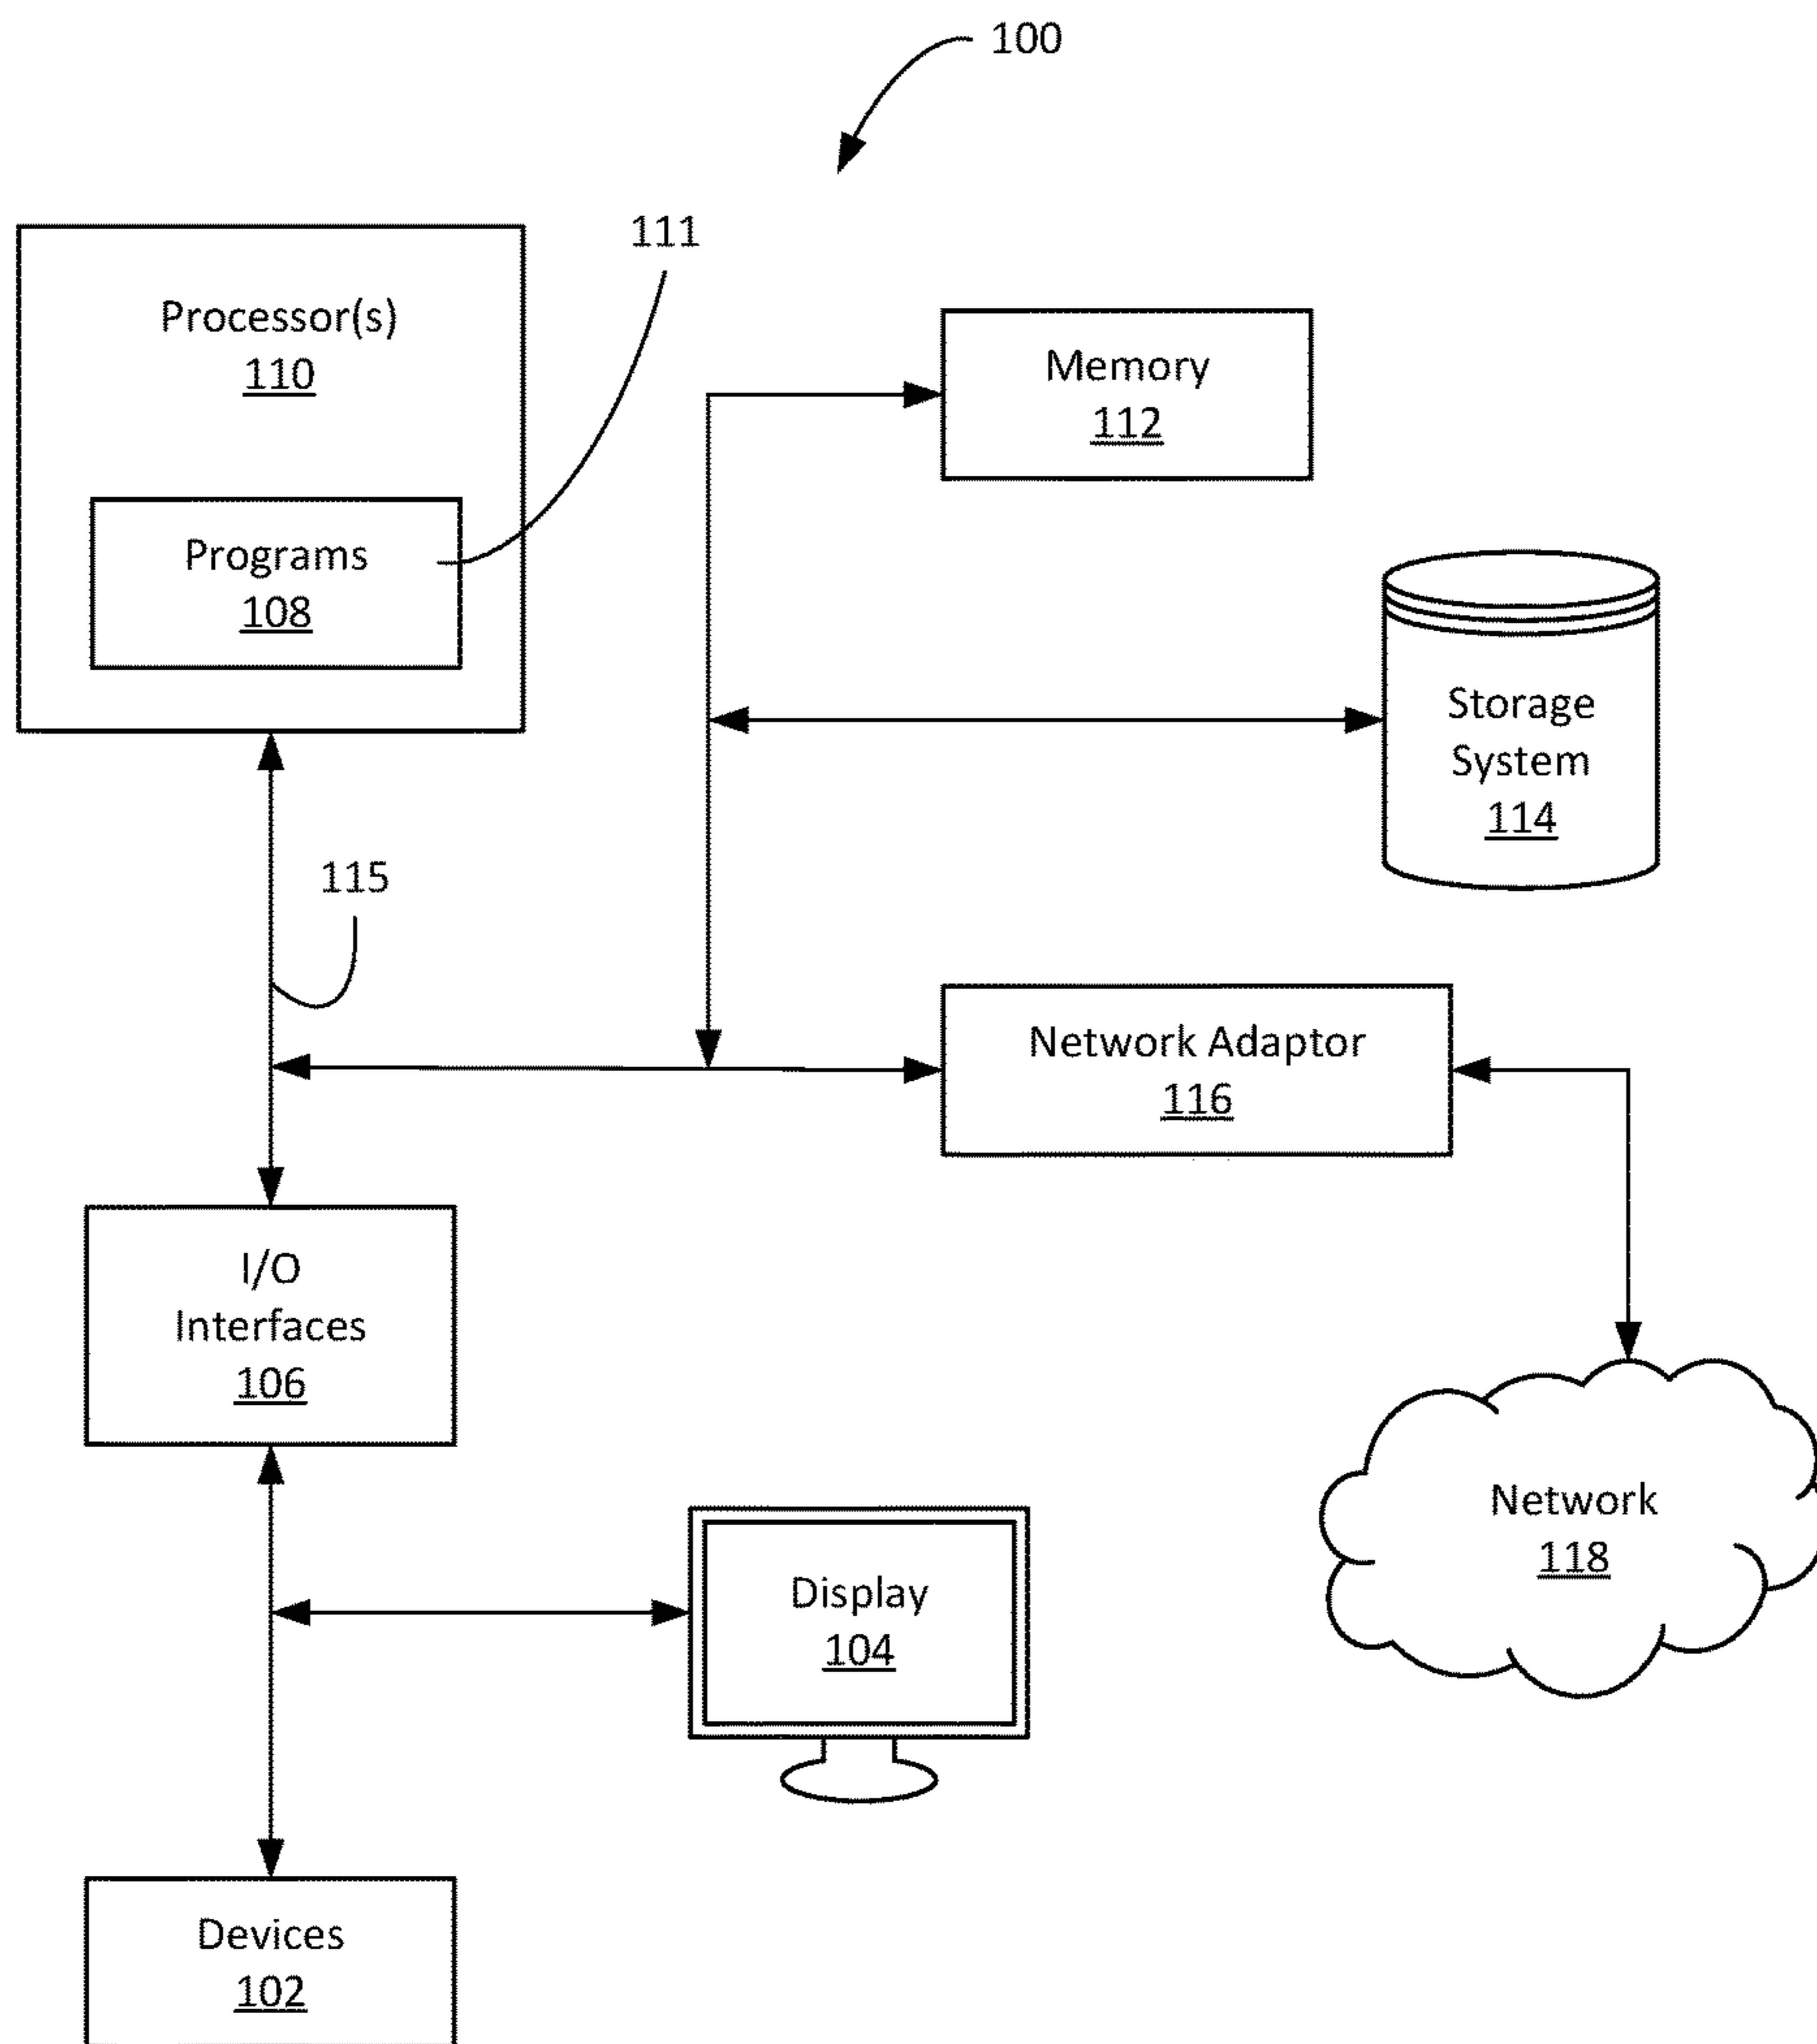 100
111
Processor(s)
110
Memory
112
Programs
108
Storage
System
114
115
Network Adaptor
116
I/O
Interfaces
106
Network
118
Display
104
Devices
102